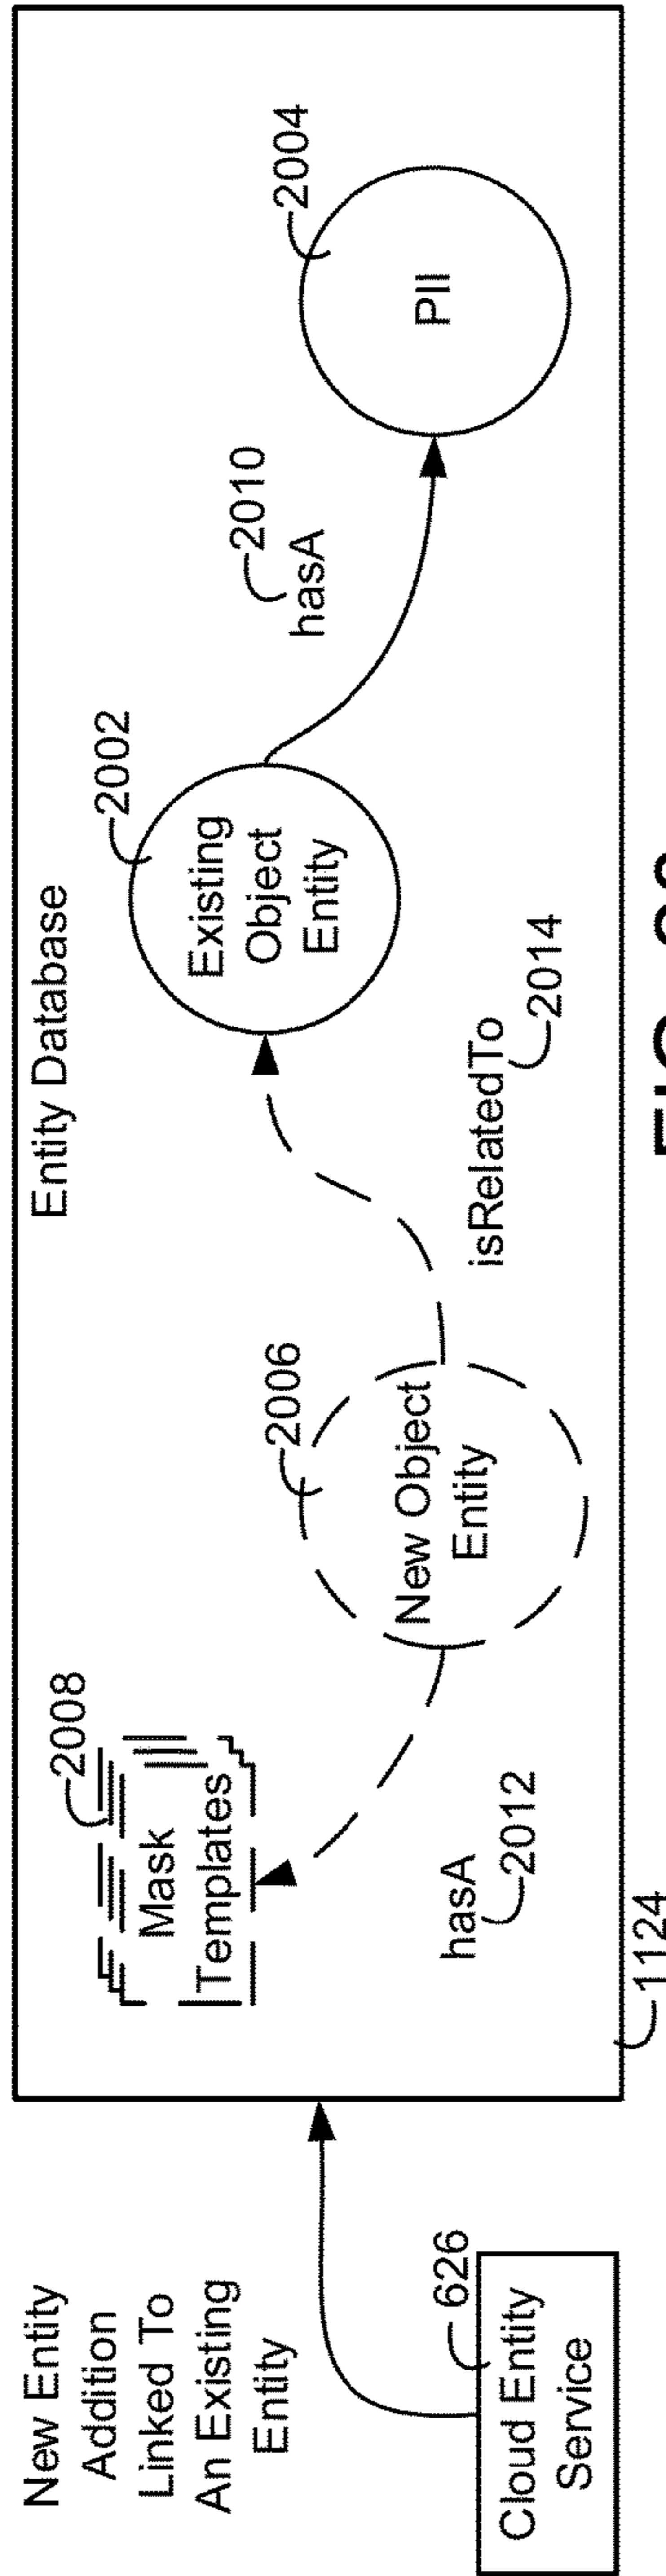 New Entity
Addition
Linked To
An Existing
Entity
Cloud Entity
Service
626
Entity Database
1124
Mask
Templates
2008
hasA
2012
New Object
Entity
2006
isRelatedTo
2014
Existing
Object
Entity
2002
hasA
2010
PII
2004
FIG